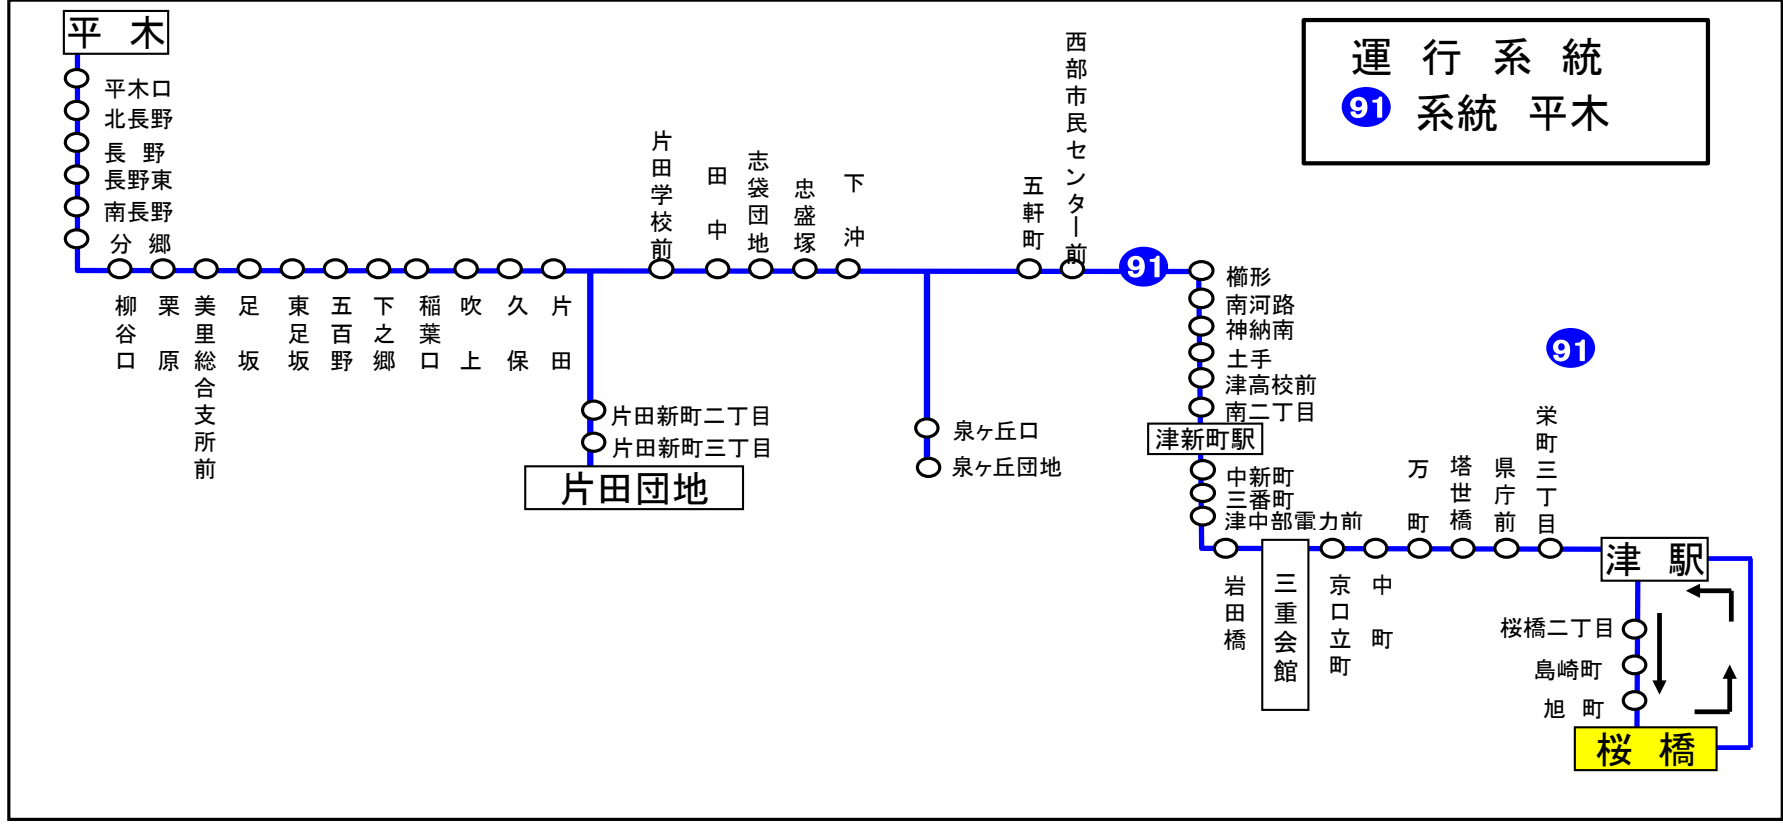 平 木
平木口
北長野
長 野
長野東
南長野
分 郷
柳谷口
栗原
美里総合支所前
足坂
東足坂
五百野
下之郷
稲葉口
吹上
久保
片田
片田新町二丁目
片田新町三丁目
片田団地
片田学校前
田中
志袋団地
忠盛塚
下沖
泉ヶ丘口
泉ヶ丘団地
五軒町
西部市民センター前
91
運 行 系 統
91 系統 平木
櫛形
南河路
神納南
土手
津高校前
南二丁目
津新町駅
中新町
三番町
津中部電力前
岩田橋
三重会館
京口立町
中町
万町
塔世橋
県庁前
栄町三丁目
91
津 駅
桜橋二丁目
島崎町
旭 町
桜 橋